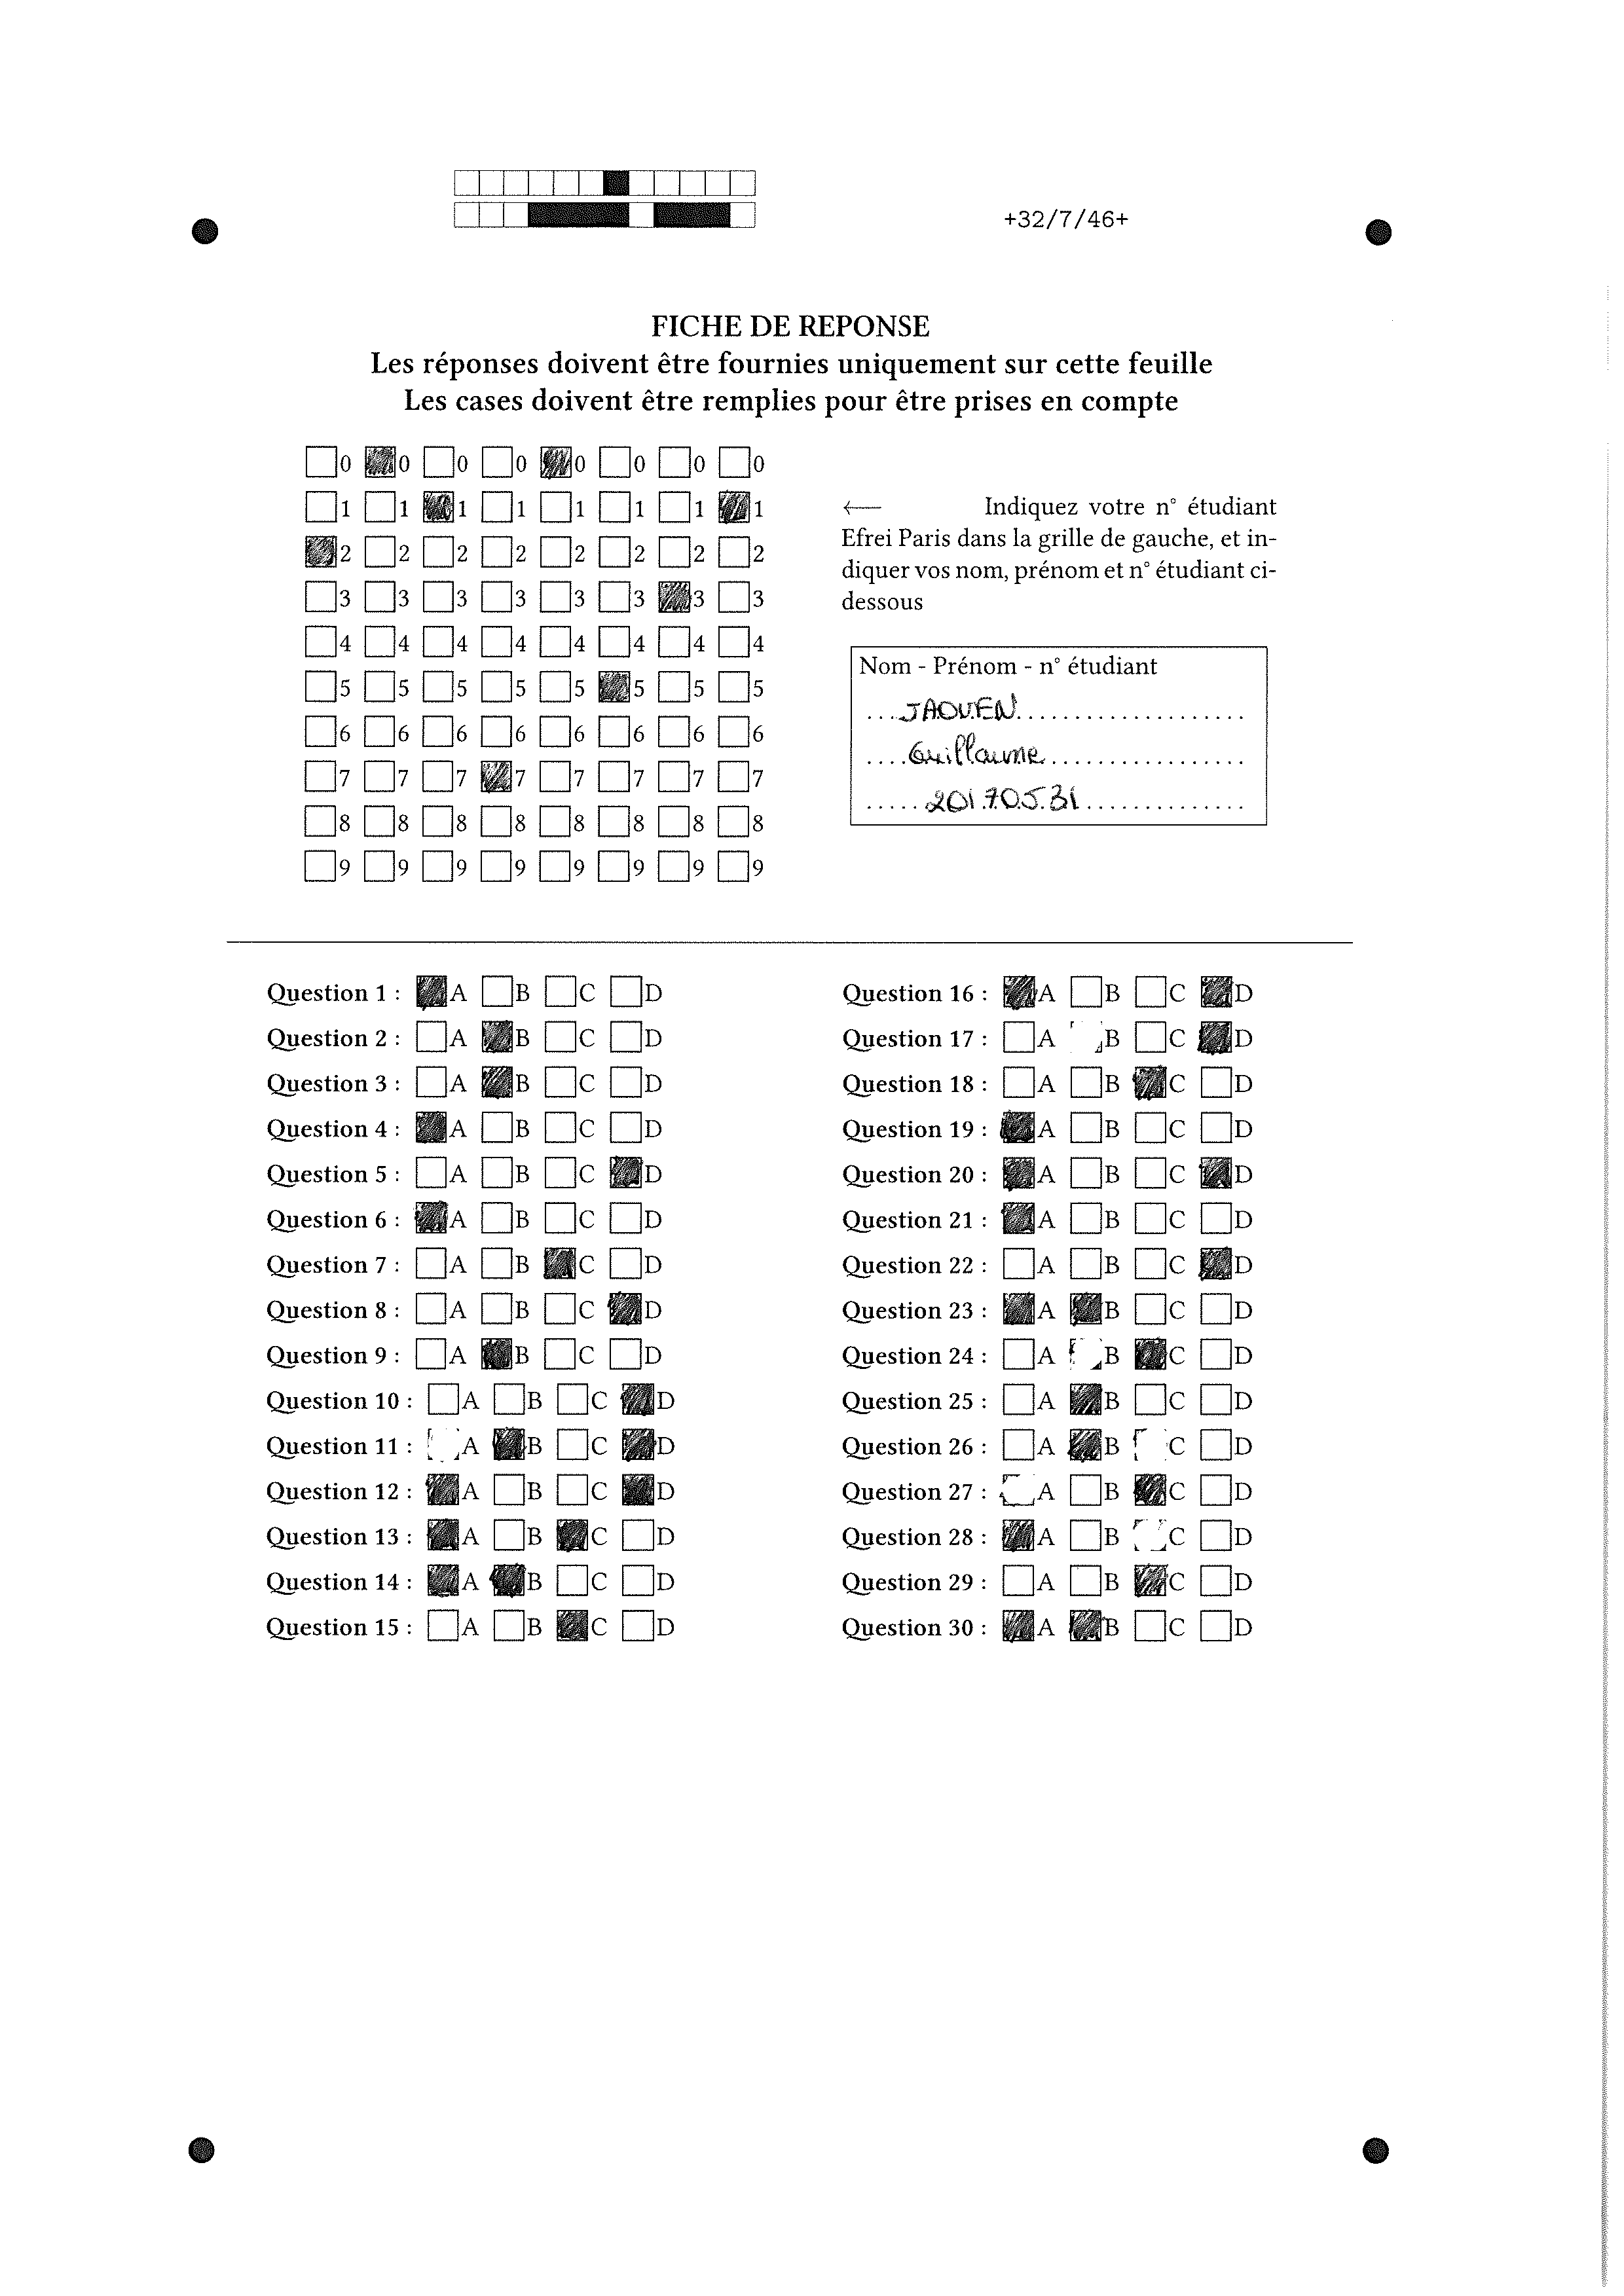 +32/7/46+
FICHE DE REPONSE
Les réponses doivent être fournies uniquement sur cette feuille
Les cases doivent être remplies pour être prises en compte
0 0 0 0 0 0 0 0
1 1 1 1 1 1 1 1
2 2 2 2 2 2 2 2
3 3 3 3 3 3 3 3
4 4 4 4 4 4 4 4
5 5 5 5 5 5 5 5
6 6 6 6 6 6 6 6
7 7 7 7 7 7 7 7
8 8 8 8 8 8 8 8
9 9 9 9 9 9 9 9
← Indiquez votre n° étudiant
Efrei Paris dans la grille de gauche, et in-
diquer vos nom, prénom et n° étudiant ci-
dessous
Nom - Prénom - n° étudiant
JAOUEN
Guillaume
20170531
Question 1 : A B C D
Question 2 : A B C D
Question 3 : A B C D
Question 4 : A B C D
Question 5 : A B C D
Question 6 : A B C D
Question 7 : A B C D
Question 8 : A B C D
Question 9 : A B C D
Question 10 : A B C D
Question 11 : A B C D
Question 12 : A B C D
Question 13 : A B C D
Question 14 : A B C D
Question 15 : A B C D
Question 16 : A B C D
Question 17 : A B C D
Question 18 : A B C D
Question 19 : A B C D
Question 20 : A B C D
Question 21 : A B C D
Question 22 : A B C D
Question 23 : A B C D
Question 24 : A B C D
Question 25 : A B C D
Question 26 : A B C D
Question 27 : A B C D
Question 28 : A B C D
Question 29 : A B C D
Question 30 : A B C D